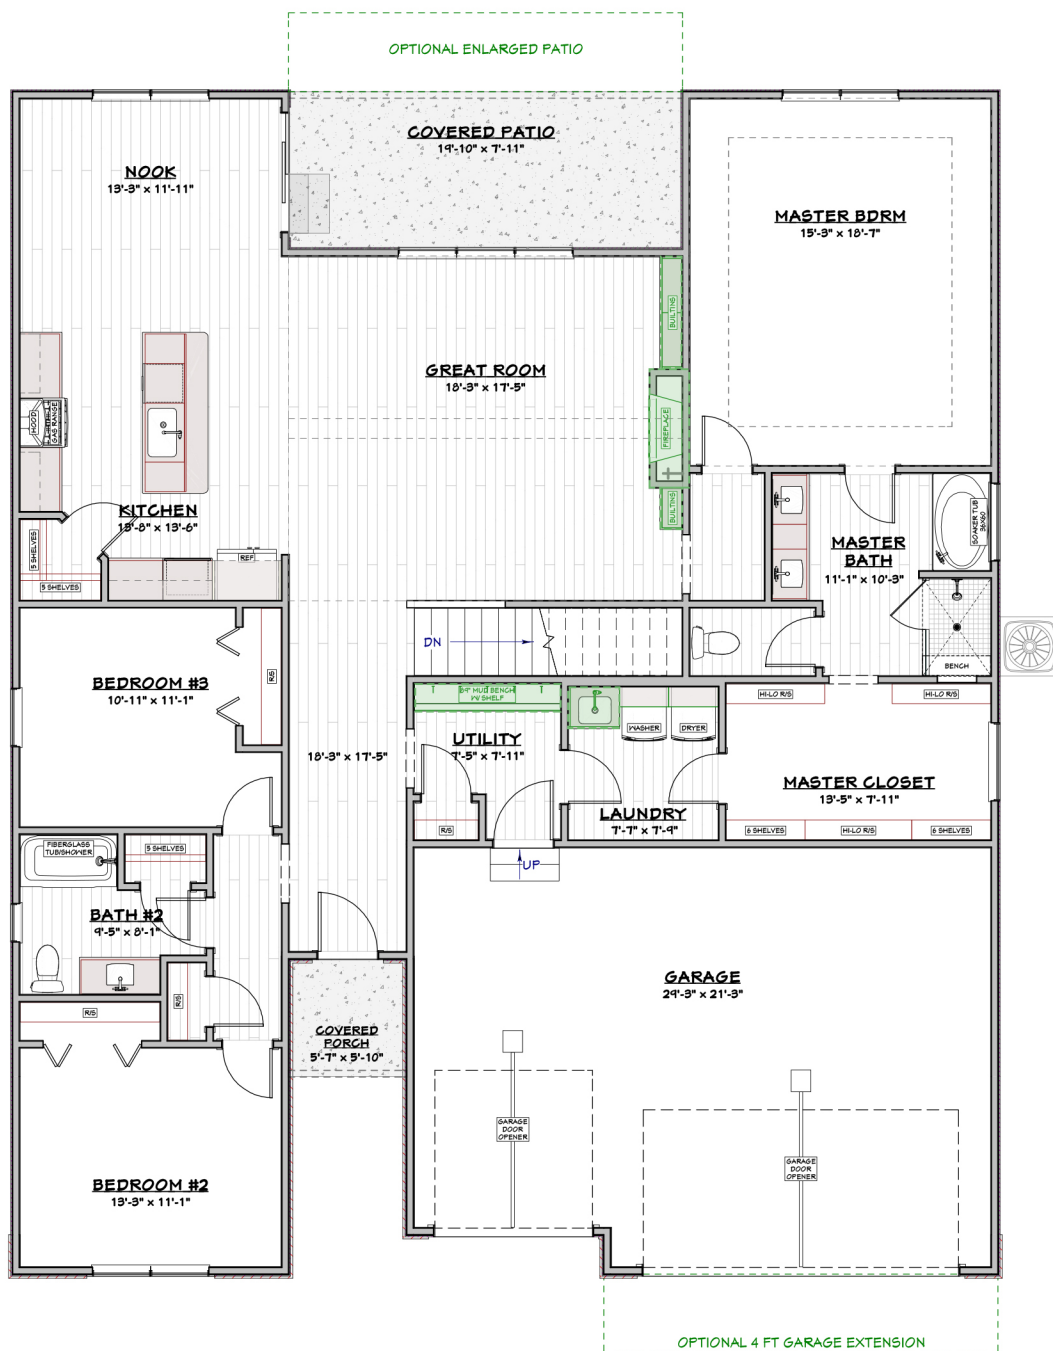 OPTIONAL ENLARGED PATIO
COVERED PATIO
19'-10" x 7'-11"
NOOK
13'-3" x 11'-11"
MASTER BDRM
15'-3" x 18'-7"
BUILTINS
GREAT ROOM
18'-3" x 17'-5"
FIREPLACE
HOOD
GAS RANGE
BUILTINS
KITCHEN
13'-8" x 13'-6"
5 SHELVES
5 SHELVES
REF
SOAKER TUB
36X60
MASTER
BATH
11'-1" x 10'-3"
DN
BENCH
BEDROOM #3
10'-11" x 11'-1"
R/S
89" MUD BENCH
W/ SHELF
HI-LO R/S
HI-LO R/S
WASHER
DRYER
UTILITY
7'-5" x 7'-11"
18'-3" x 17'-5"
MASTER CLOSET
13'-5" x 7'-11"
LAUNDRY
7'-7" x 7'-9"
R/S
6 SHELVES
HI-LO R/S
6 SHELVES
FIBERGLASS
TUB/SHOWER
5 SHELVES
UP
BATH #2
9'-5" x 8'-1"
GARAGE
29'-3" x 21'-3"
R/S
R/S
COVERED
PORCH
5'-7" x 5'-10"
GARAGE
DOOR
OPENER
GARAGE
DOOR
OPENER
BEDROOM #2
13'-3" x 11'-1"
OPTIONAL 4 FT GARAGE EXTENSION